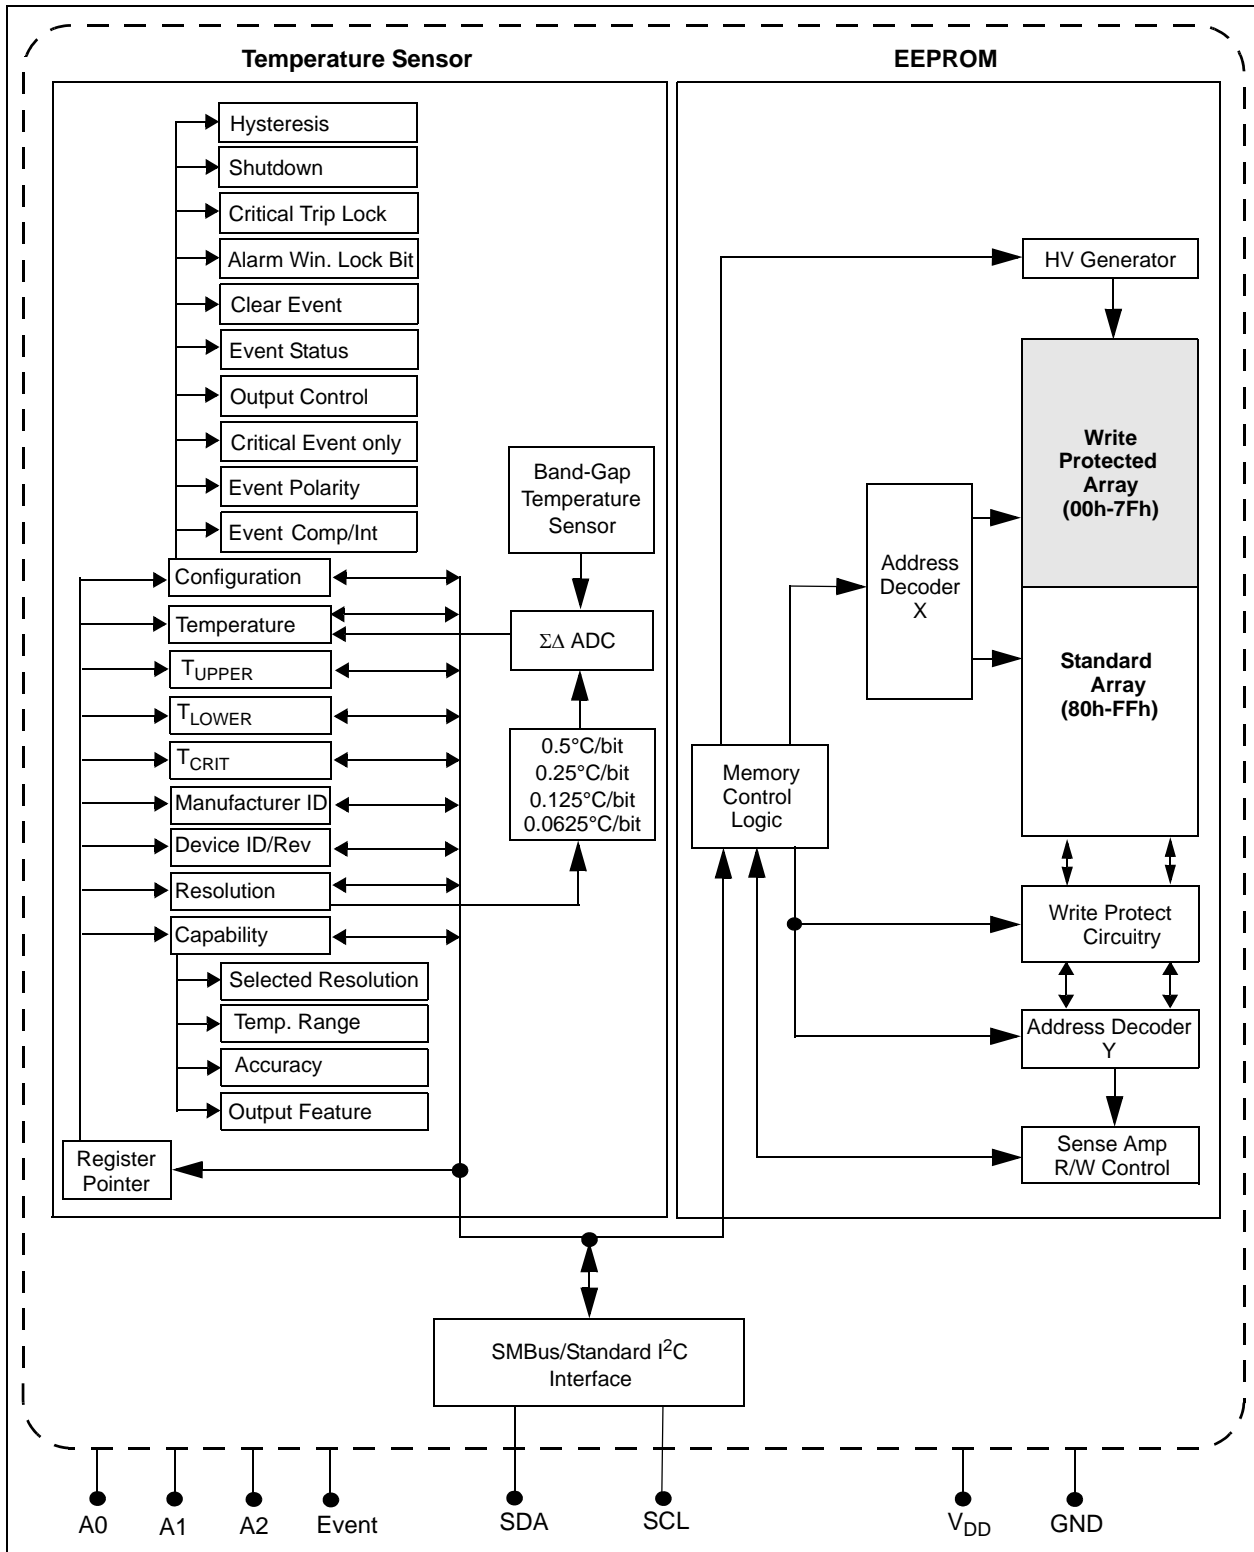 Temperature Sensor
Hysteresis
Shutdown
Critical Trip Lock
Alarm Win. Lock Bit
Clear Event
Event Status
Output Control
Critical Event only
Event Polarity
Event Comp/Int
Configuration
Temperature
TUPPER
TLOWER
TCRIT
Manufacturer ID
Device ID/Rev
Resolution
Capability
Selected Resolution
Temp. Range
Accuracy
Output Feature
Register
Pointer
Band-Gap
Temperature
Sensor
ΣΔ ADC
0.5°C/bit
0.25°C/bit
0.125°C/bit
0.0625°C/bit
EEPROM
HV Generator
Write
Protected
Array
(00h-7Fh)
Address
Decoder
X
Standard
Array
(80h-FFh)
Memory
Control
Logic
Write Protect
Circuitry
Address Decoder
Y
Sense Amp
R/W Control
SMBus/Standard I²C
Interface
A0
A1
A2
Event
SDA
SCL
VDD
GND